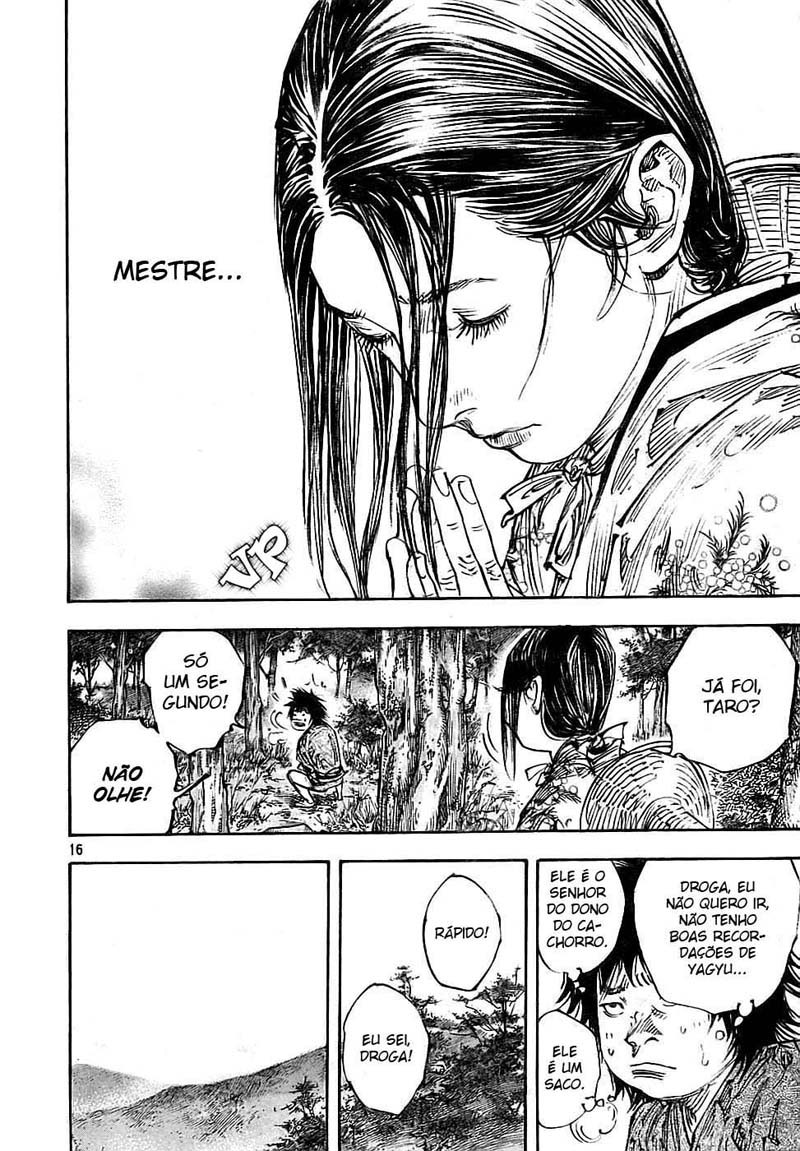 MESTRE...
VP
JÁ FOI,
TARO?
SÓ
UM SE-
GUNDO!
NÃO
OLHE!
16
RÁPIDO!
EU SEI,
DROGA!
DROGA, EU
NÃO QUERO IR,
NÃO TENHO
BOAS RECOR-
DAÇÕES DE
YAGYU...
ELE É O
SENHOR
DO DONO
DO CA-
CHORRO.
ELE
É UM
SACO.